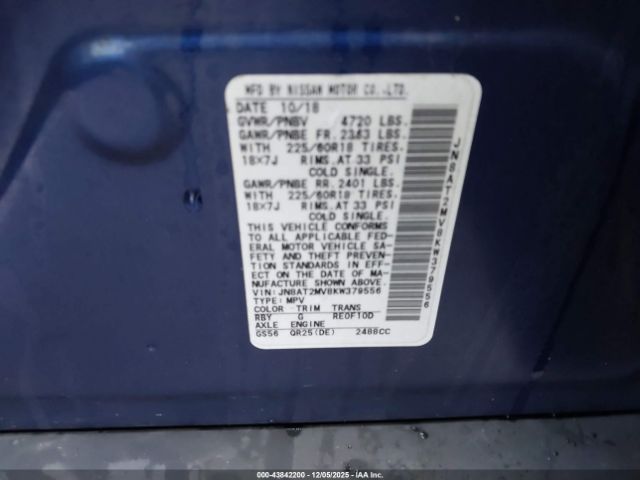 MFD BY NISSAN MOTOR CO.,LTD.
DATE 10/18
GVWR/PNBV 4720 LBS.
GAWR/PNBE FR. 2343 LBS.
WITH 225/60R18 TIRES.
18x7J RIMS.AT 33 PSI
COLD SINGLE.
GAWR/PNBE RR. 2401 LBS.
WITH 225/60R18 TIRES.
18x7J RIMS.AT 33 PSI
COLD SINGLE.
THIS VEHICLE CONFORMS
TO ALL APPLICABLE FED-
ERAL MOTOR VEHICLE SA-
FETY AND THEFT PREVEN-
TION STANDARDS IN EFF-
ECT ON THE DATE OF MA-
NUFACTURE SHOWN ABOVE.
VIN: JN8AT2MV8KW379556
TYPE: MPV
COLOR TRIM TRANS
RBY G RE0F10D
AXLE ENGINE
GS56 QR25(DE) 2488CC
JN8AT2MV8KW379556
000-43842200 12/05/2025 - IAAI.COM